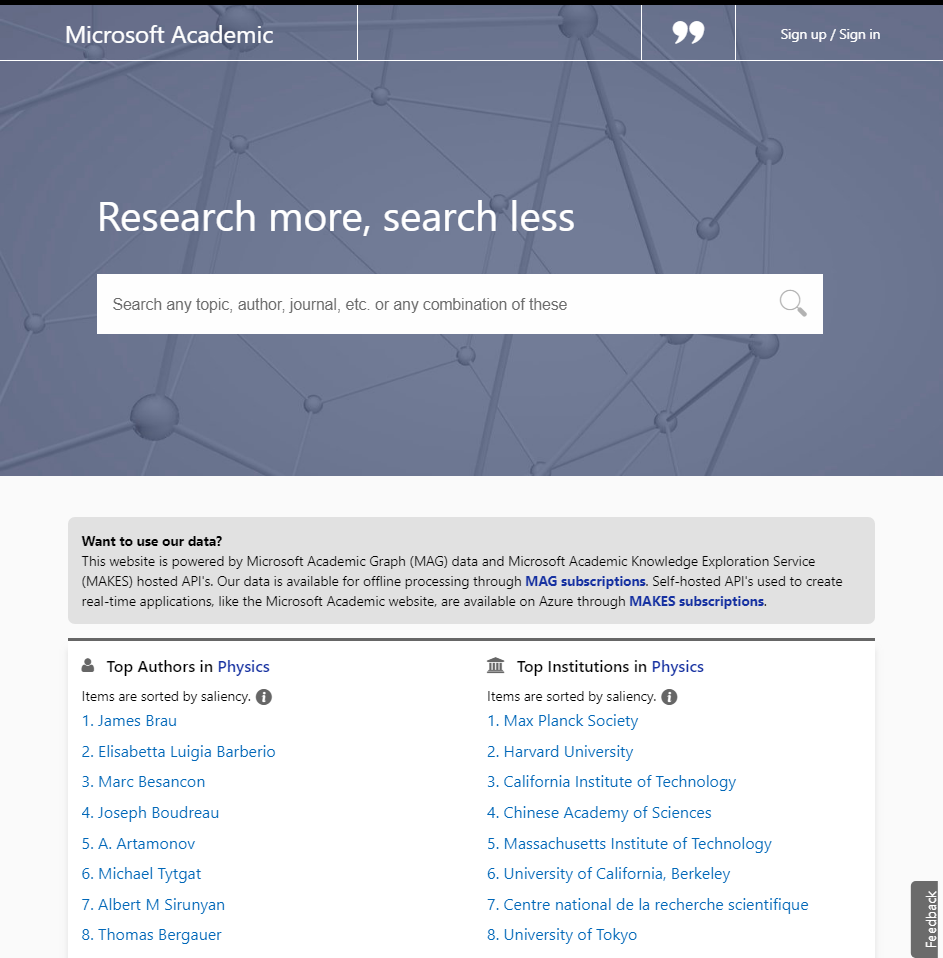 Microsoft Academic
Sign up / Sign in
Research more, search less
Search any topic, author, journal, etc. or any combination of these
Want to use our data?
This website is powered by Microsoft Academic Graph (MAG) data and Microsoft Academic Knowledge Exploration Service
(MAKES) hosted API's. Our data is available for offline processing through MAG subscriptions. Self-hosted API's used to create
real-time applications, like the Microsoft Academic website, are available on Azure through MAKES subscriptions.
Top Authors in Physics
Items are sorted by saliency.
1. James Brau
2. Elisabetta Luigia Barberio
3. Marc Besancon
4. Joseph Boudreau
5. A. Artamonov
6. Michael Tytgat
7. Albert M Sirunyan
8. Thomas Bergauer
Top Institutions in Physics
Items are sorted by saliency.
1. Max Planck Society
2. Harvard University
3. California Institute of Technology
4. Chinese Academy of Sciences
5. Massachusetts Institute of Technology
6. University of California, Berkeley
7. Centre national de la recherche scientifique
8. University of Tokyo
Feedback